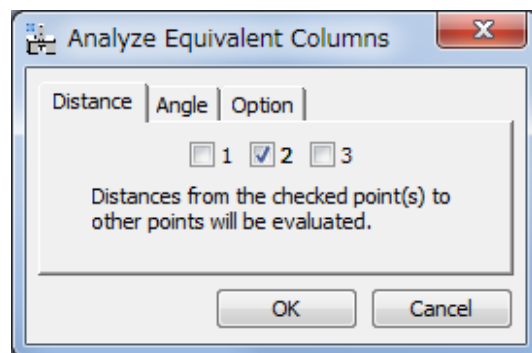 Analyze Equivalent Columns
Distance Angle Option
1 2 3
Distances from the checked point(s) to
other points will be evaluated.
OK Cancel